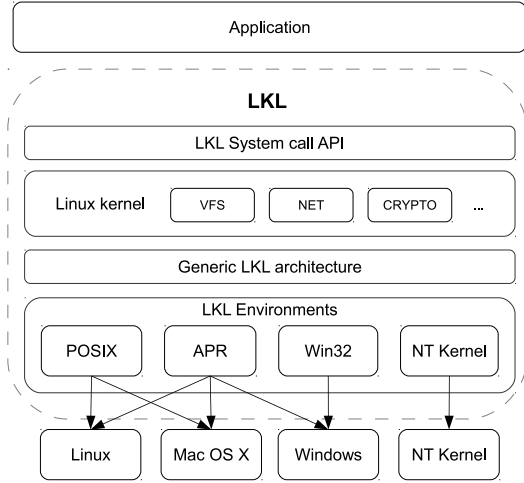 Application
LKL
LKL System call API
Linux kernel VFS NET CRYPTO ...
Generic LKL architecture
LKL Environments
POSIX APR Win32 NT Kernel
Linux Mac OS X Windows NT Kernel